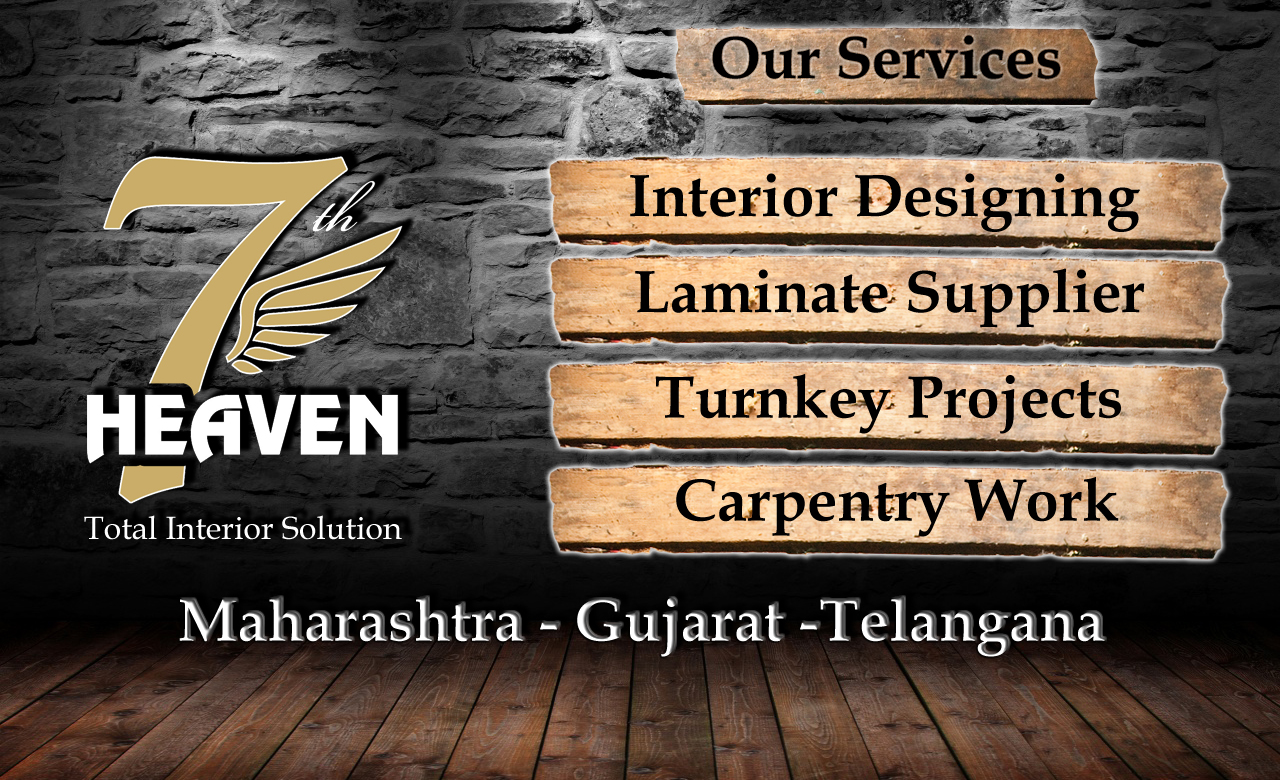 Our Services
7th
HEAVEN
Total Interior Solution
Interior Designing
Laminate Supplier
Turnkey Projects
Carpentry Work
Maharashtra - Gujarat -Telangana